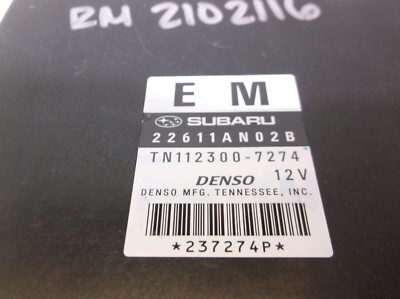 RM 2102116
E M
SUBARU
22611AN02B
TN112300-7274
DENSO 12V
DENSO MFG. TENNESSEE, INC.
*237274P*